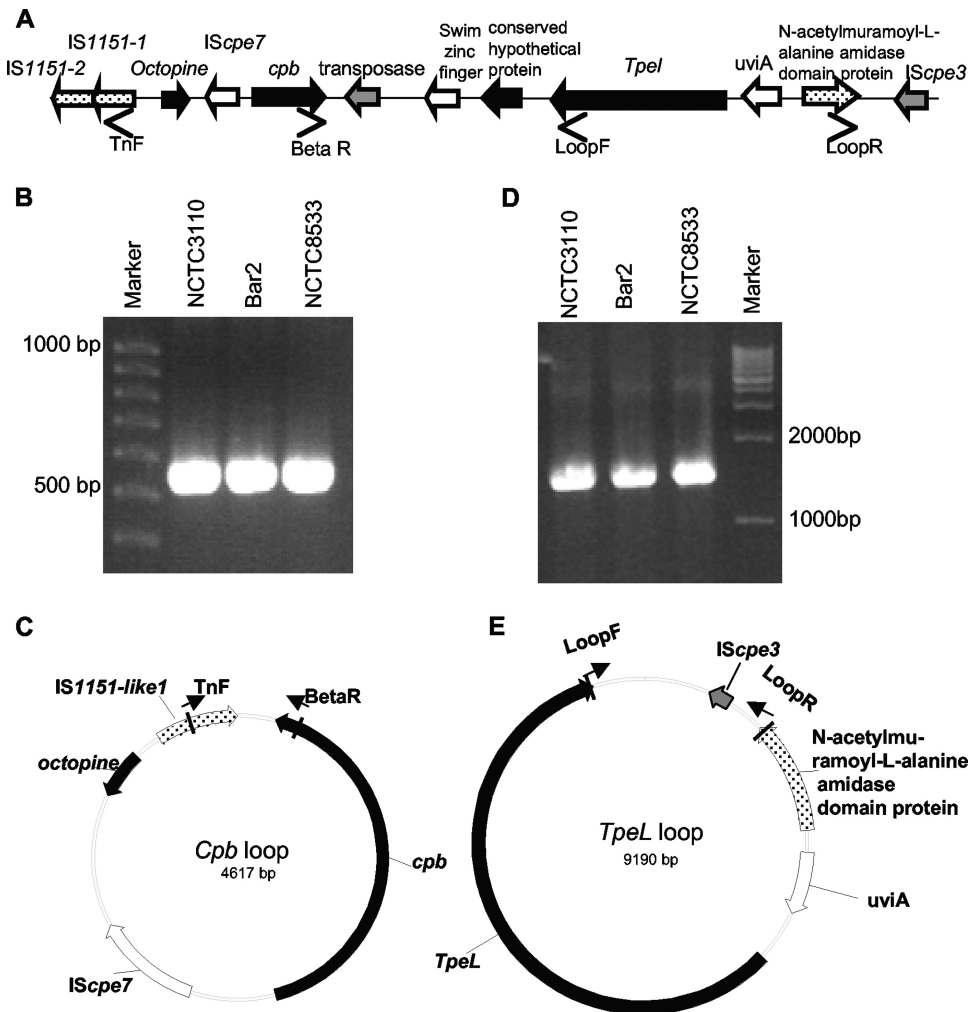 A
IS1151-1
IS1151-2
Octopine
IScpe7
cpb
transposase
Swim
zinc
finger
conserved
hypothetical
protein
TpeI
uviA
N-acetylmuramoyl-L-
alanine amidase
domain protein
IScpe3
TnF
Beta R
LoopF
LoopR
B
Marker
NCTC3110
Bar2
NCTC8533
1000 bp
500 bp
D
NCTC3110
Bar2
NCTC8533
Marker
2000bp
1000bp
C
IS1151-like1
TnF
BetaR
octopine
Cpb loop
4617 bp
cpb
IScpe7
E
LoopF
IScpe3
LoopR
N-acetylmu-
ramoyl-L-alanine
amidase
domain protein
TpeL loop
9190 bp
uviA
TpeL